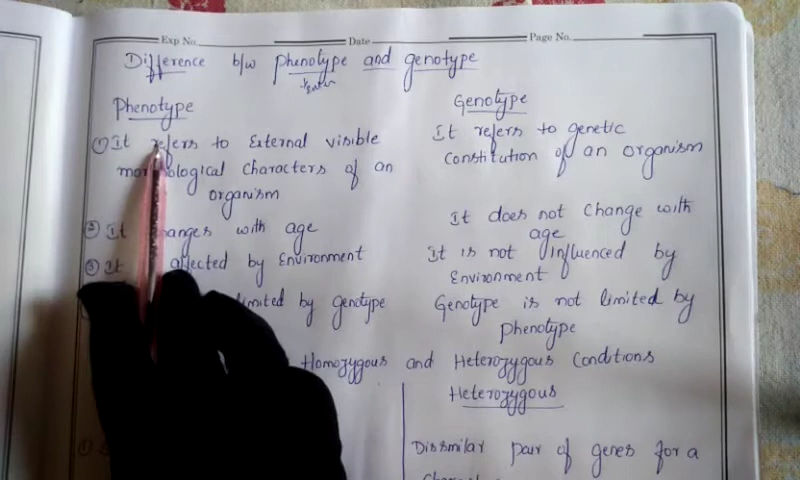 Exp No. Date Page No.
Difference b/w phenotype and genotype
Phenotype
Genotype
① It refers to External visible
morphological characters of an
organism
It refers to genetic
Constitution of an organism
② It changes with age
It does not change with
age
③ It affected by Environment
It is not influenced by
Environment
limited by genotype
Genotype is not limited by
phenotype
Homozygous and Heterozygous Conditions
Heterozygous
①
Dissimilar pair of genes for a